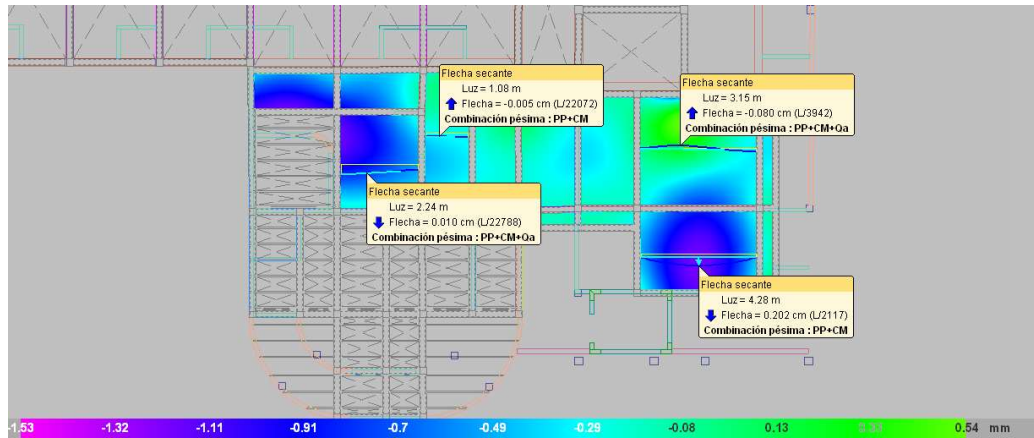 Flecha secante
Luz = 1.08 m
Flecha = -0.005 cm (L/22072)
Combinación pésima : PP+CM
Flecha secante
Luz = 3.15 m
Flecha = -0.080 cm (L/3942)
Combinación pésima : PP+CM+Qa
Flecha secante
Luz = 2.24 m
Flecha = 0.010 cm (L/22788)
Combinación pésima : PP+CM+Qa
Flecha secante
Luz = 4.28 m
Flecha = 0.202 cm (L/2117)
Combinación pésima : PP+CM
-1.53 -1.32 -1.11 -0.91 -0.7 -0.49 -0.29 -0.08 0.13 0.33 0.54 mm